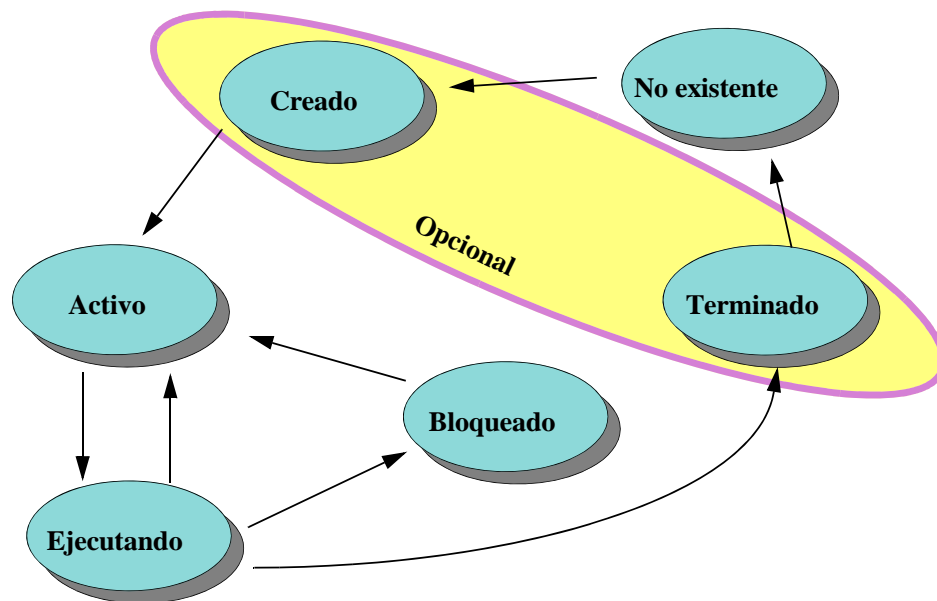 Creado
No existente
Opcional
Activo
Terminado
Bloqueado
Ejecutando